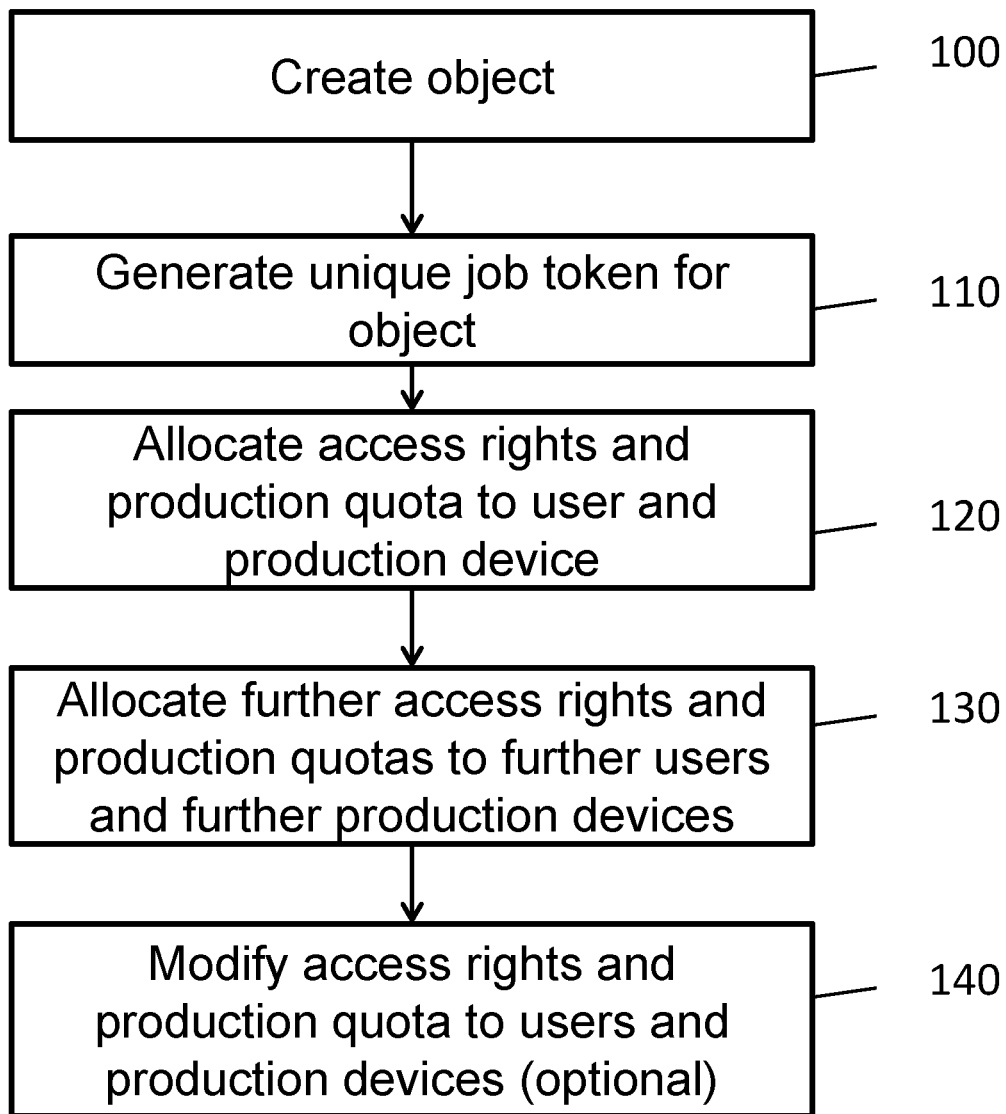 Create object
100
Generate unique job token for
object
110
Allocate access rights and
production quota to user and
production device
120
Allocate further access rights and
production quotas to further users
and further production devices
130
Modify access rights and
production quota to users and
production devices (optional)
140